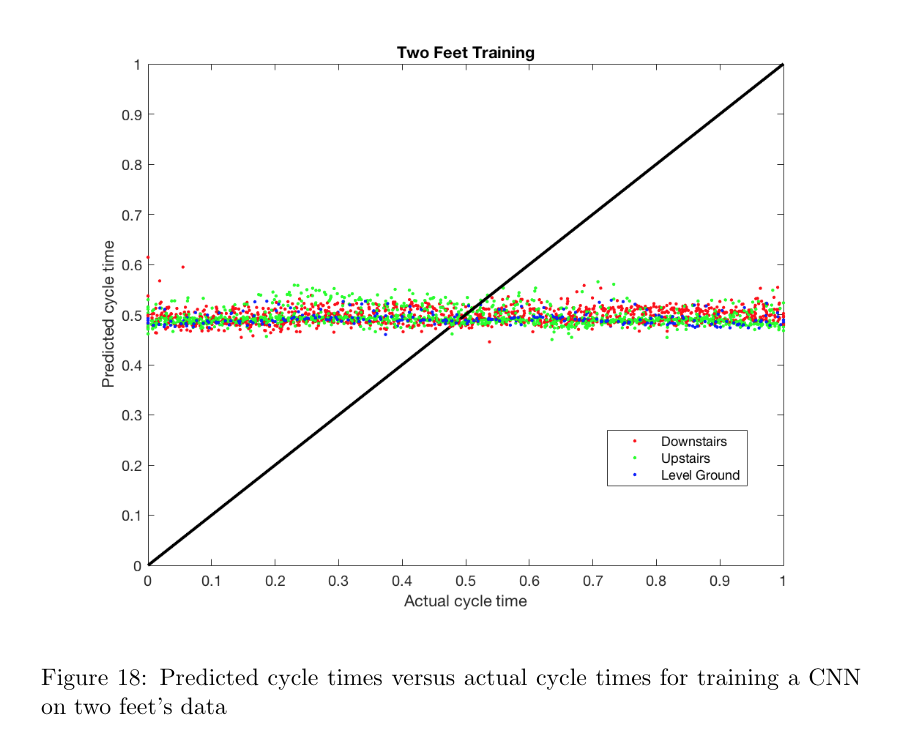 Two Feet Training
1
0.9
0.8
0.7
0.6
0.5
0.4
0.3
0.2
0.1
0
Predicted cycle time
Downstairs
Upstairs
Level Ground
0 0.1 0.2 0.3 0.4 0.5 0.6 0.7 0.8 0.9 1
Actual cycle time
Figure 18: Predicted cycle times versus actual cycle times for training a CNN
on two feet's data